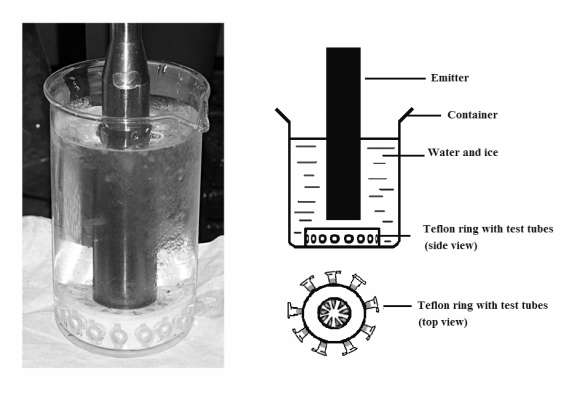 Emitter
Container
Water and ice
Teflon ring with test tubes
(side view)
Teflon ring with test tubes
(top view)